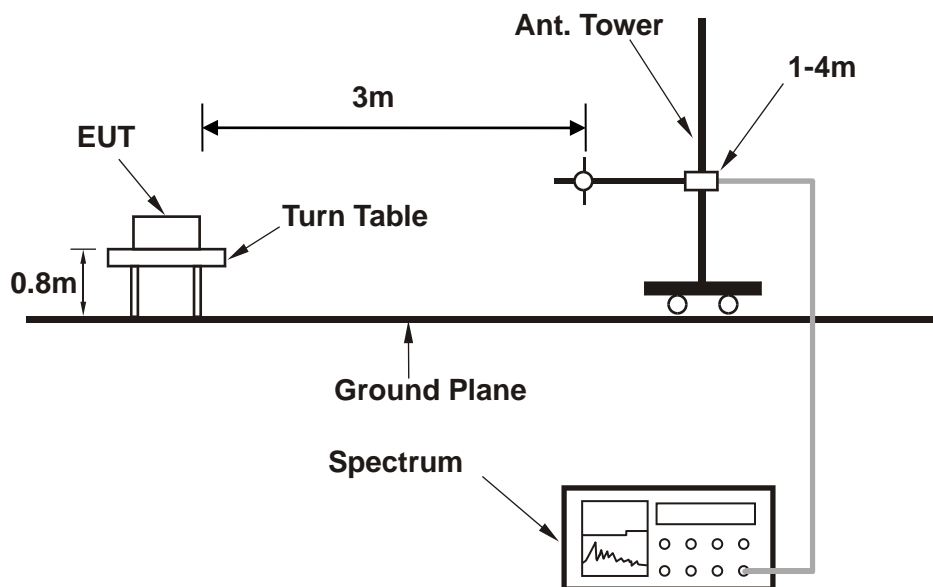 Ant. Tower
1-4m
3m
EUT
Turn Table
0.8m
Ground Plane
Spectrum